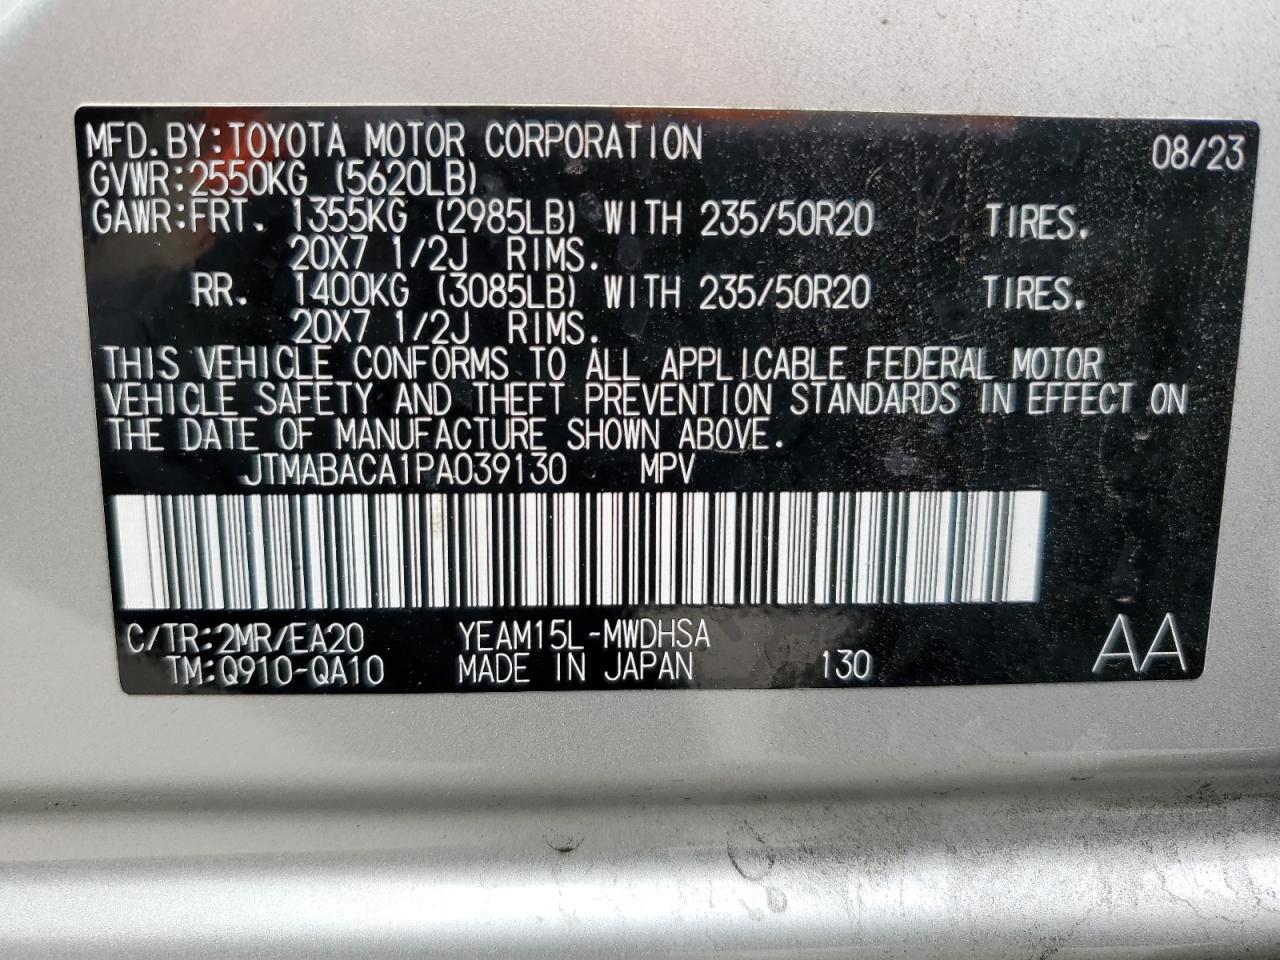 MFD.BY:TOYOTA MOTOR CORPORATION 08/23
GVWR:2550KG (5620LB)
GAWR:FRT. 1355KG (2985LB) WITH 235/50R20 TIRES.
20X7 1/2J RIMS.
RR. 1400KG (3085LB) WITH 235/50R20 TIRES.
20X7 1/2J RIMS.
THIS VEHICLE CONFORMS TO ALL APPLICABLE FEDERAL MOTOR
VEHICLE SAFETY AND THEFT PREVENTION STANDARDS IN EFFECT ON
THE DATE OF MANUFACTURE SHOWN ABOVE.
JTMABACA1PA039130 MPV
C/TR:2MR/EA20 YEAM15L-MWDHSA
TM:Q910-QA10 MADE IN JAPAN 130 AA